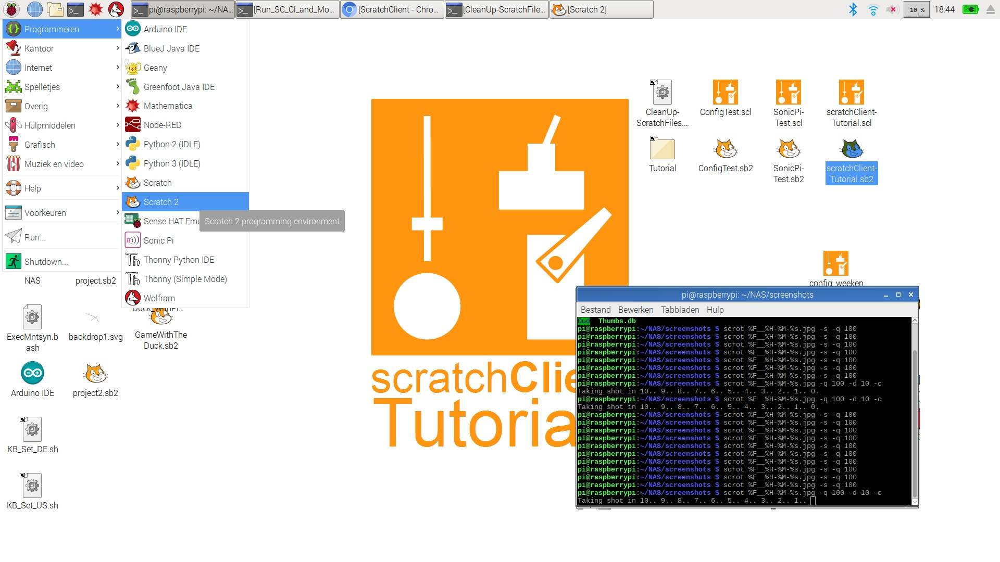 pi@raspberrypi: ~/NA...
[Run_SC_Cl_and_Mo...
[ScratchClient - Chro...
[CleanUp-ScratchFile...
[Scratch 2]
10 %
18:44
Programmeren
Kantoor
Internet
Spelletjes
Overig
Hulpmiddelen
Grafisch
Muziek en video
Help
Voorkeuren
Run...
Shutdown...
Arduino IDE
BlueJ Java IDE
Geany
Greenfoot Java IDE
Mathematica
Node-RED
Python 2 (IDLE)
Python 3 (IDLE)
Scratch
Scratch 2
Sense HAT Emu
Scratch 2 programming environment
Sonic Pi
Thonny Python IDE
Thonny (Simple Mode)
Wolfram
NAS
project.sb2
ExecMntsyn.b
ash
backdrop1.svg
GameWithThe
Duck.sb2
Arduino IDE
project2.sb2
KB_Set_DE.sh
KB_Set_US.sh
scratchClie
Tutoria
CleanUp-
ScratchFiles....
ConfigTest.scl
SonicPi-
Test.scl
scratchClient-
Tutorial.scl
Tutorial
ConfigTest.sb2
SonicPi-
Test.sb2
scratchClient-
Tutorial.sb2
config_weeken
pi@raspberrypi: ~/NAS/screenshots
Bestand Bewerken Tabbladen Hulp
Oud Thumbs.db
pi@raspberrypi:~/NAS/screenshots $ scrot %F__%H-%M-%s.jpg -s -q 100
pi@raspberrypi:~/NAS/screenshots $ scrot %F__%H-%M-%s.jpg -s -q 100
pi@raspberrypi:~/NAS/screenshots $ scrot %F__%H-%M-%s.jpg -s -q 100
pi@raspberrypi:~/NAS/screenshots $ scrot %F__%H-%M-%s.jpg -s -q 100
pi@raspberrypi:~/NAS/screenshots $ scrot %F__%H-%M-%s.jpg -s -q 100
pi@raspberrypi:~/NAS/screenshots $ scrot %F__%H-%M-%s.jpg -s -q 100
pi@raspberrypi:~/NAS/screenshots $ scrot %F__%H-%M-%s.jpg -s -q 100
pi@raspberrypi:~/NAS/screenshots $ scrot %F__%H-%M-%s.jpg -q 100 -d 10 -c
Taking shot in 10.. 9.. 8.. 7.. 6.. 5.. 4.. 3.. 2.. 1.. 0.
pi@raspberrypi:~/NAS/screenshots $ scrot %F__%H-%M-%s.jpg -q 100 -d 10 -c
Taking shot in 10.. 9.. 8.. 7.. 6.. 5.. 4.. 3.. 2.. 1.. 0.
pi@raspberrypi:~/NAS/screenshots $ scrot %F__%H-%M-%s.jpg -s -q 100
pi@raspberrypi:~/NAS/screenshots $ scrot %F__%H-%M-%s.jpg -s -q 100
pi@raspberrypi:~/NAS/screenshots $ scrot %F__%H-%M-%s.jpg -s -q 100
pi@raspberrypi:~/NAS/screenshots $ scrot %F__%H-%M-%s.jpg -s -q 100
pi@raspberrypi:~/NAS/screenshots $ scrot %F__%H-%M-%s.jpg -s -q 100
pi@raspberrypi:~/NAS/screenshots $ scrot %F__%H-%M-%s.jpg -s -q 100
pi@raspberrypi:~/NAS/screenshots $ scrot %F__%H-%M-%s.jpg -s -q 100
pi@raspberrypi:~/NAS/screenshots $ scrot %F__%H-%M-%s.jpg -s -q 100
pi@raspberrypi:~/NAS/screenshots $ scrot %F__%H-%M-%s.jpg -s -q 100
pi@raspberrypi:~/NAS/screenshots $ scrot %F__%H-%M-%s.jpg -s -q 100
pi@raspberrypi:~/NAS/screenshots $ scrot %F__%H-%M-%s.jpg -q 100 -d 10 -c
Taking shot in 10.. 9.. 8.. 7.. 6.. 5.. 4.. 3.. 2.. 1..